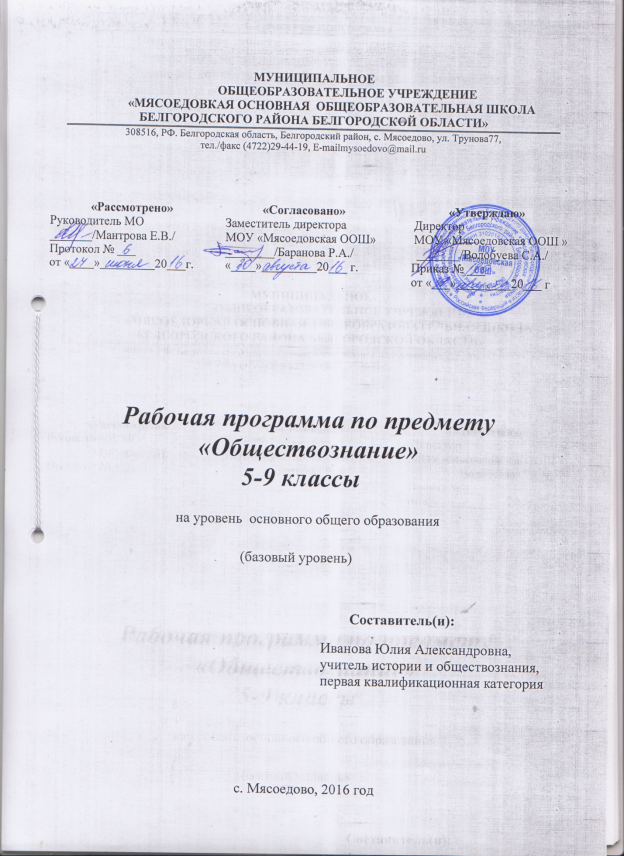 МУНИЦИПАЛЬНОЕ
ОБЩЕОБРАЗОВАТЕЛЬНОЕ УЧРЕЖДЕНИЕ
«МЯСОЕДОВКАЯ ОСНОВНАЯ ОБЩЕОБРАЗОВАТЕЛЬНАЯ ШКОЛА
БЕЛГОРОДСКОГО РАЙОНА БЕЛГОРОДСКОЙ ОБЛАСТИ»
308516, РФ. Белгородская область, Белгородский район, с. Мясоедово, ул. Трунова77,
тел./факс (4722)29-44-19, E-mailmysoedovo@mail.ru
«Рассмотрено»
Руководитель МО
/Мантрова Е.В./
Протокол № 6
от «24» июня 2016 г.
«Согласовано»
Заместитель директора
МОУ «Мясоедовская ООШ»
/Баранова Р.А./
«30» августа 2016 г.
«Утверждаю»
Директор
МОУ «Мясоедовская ООШ »
/Водобуева С.А./
Приказ №
от « » 20 г
Рабочая программа по предмету
«Обществознание»
5-9 классы
на уровень основного общего образования
(базовый уровень)
Составитель(и):
Иванова Юлия Александровна,
учитель истории и обществознания,
первая квалификационная категория
с. Мясоедово, 2016 год